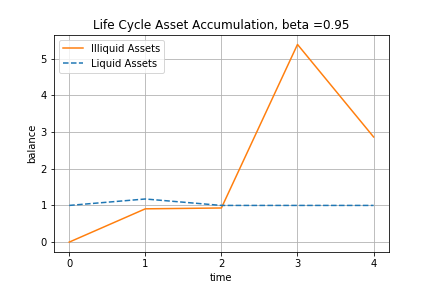 Life Cycle Asset Accumulation, beta =0.95
Illiquid Assets
Liquid Assets
balance
5
4
3
2
1
0
0 1 2 3 4
time